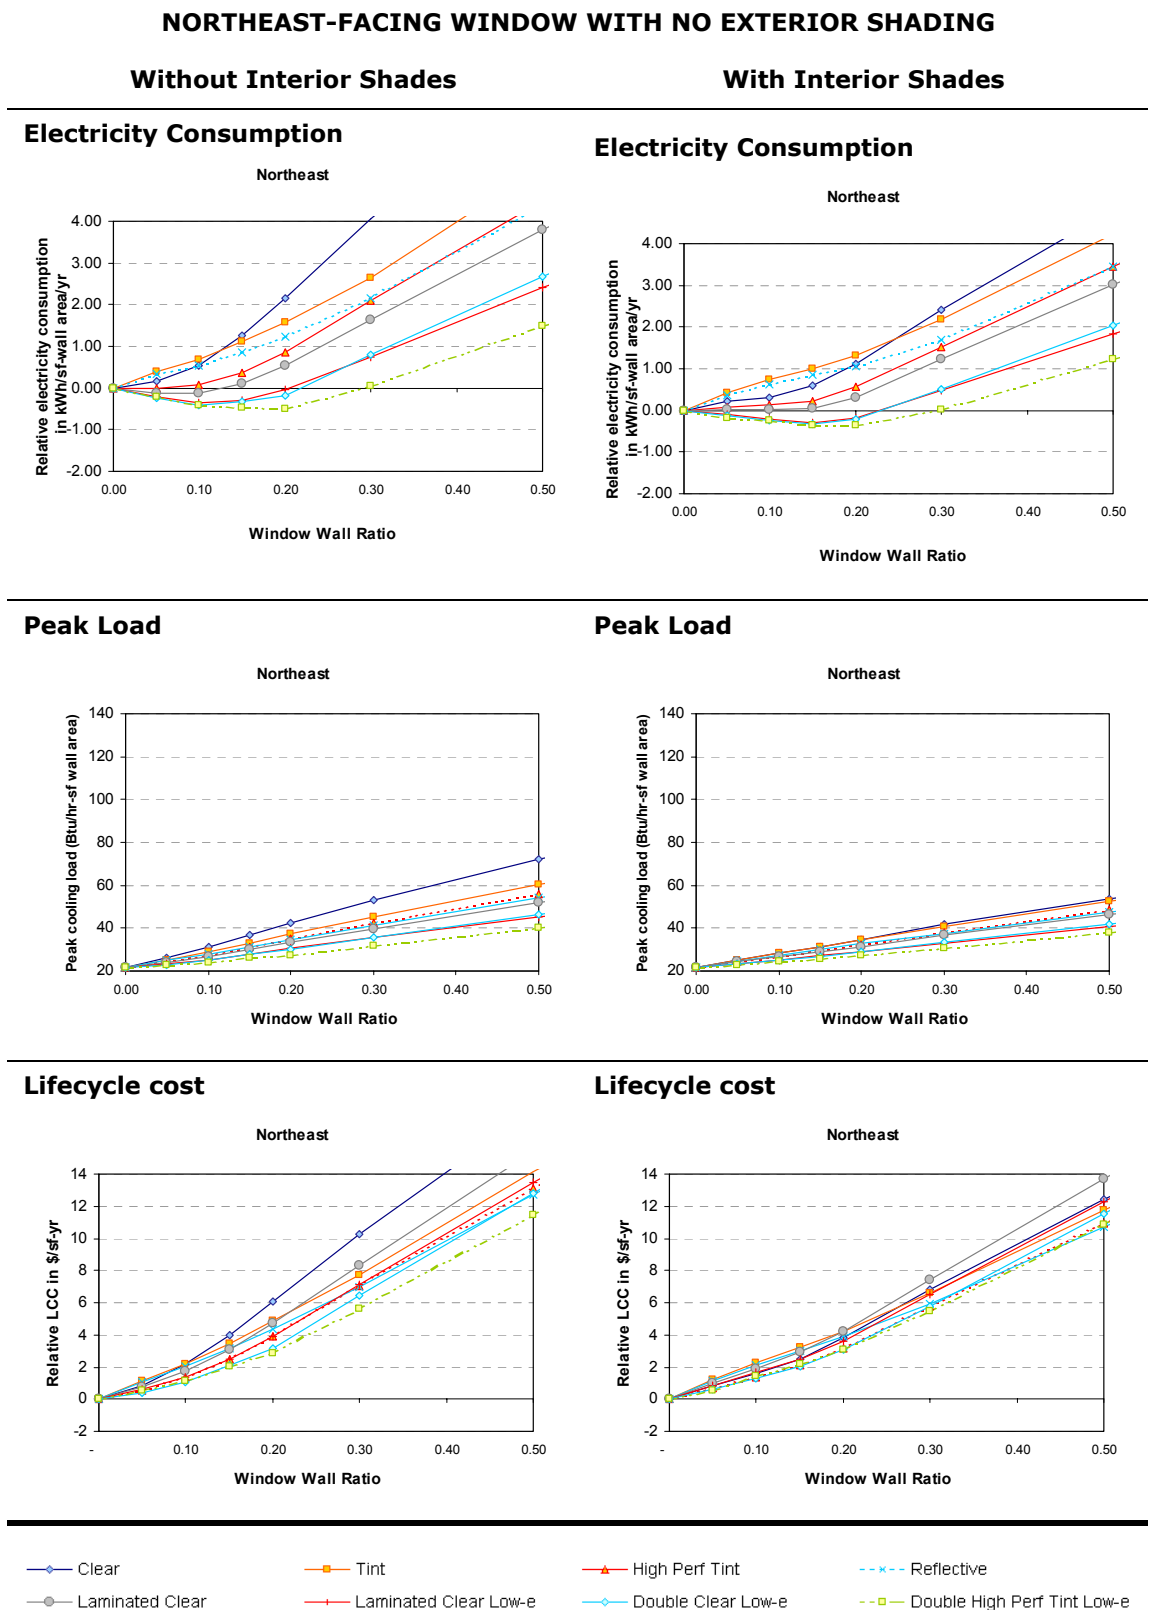 NORTHEAST-FACING WINDOW WITH NO EXTERIOR SHADING
Without Interior Shades
With Interior Shades
Electricity Consumption
Northeast
Relative electricity consumption
in kWh/sf-wall area/yr
4.00
3.00
2.00
1.00
0.00
-1.00
-2.00
0.00 0.10 0.20 0.30 0.40 0.50
Window Wall Ratio
Electricity Consumption
Northeast
Relative electricity consumption
in kWh/sf-wall area/yr
4.00
3.00
2.00
1.00
0.00
-1.00
-2.00
0.00 0.10 0.20 0.30 0.40 0.50
Window Wall Ratio
Peak Load
Northeast
Peak cooling load (Btu/hr-sf wall area)
140
120
100
80
60
40
20
0.00 0.10 0.20 0.30 0.40 0.50
Window Wall Ratio
Peak Load
Northeast
Peak cooling load (Btu/hr-sf wall area)
140
120
100
80
60
40
20
0.00 0.10 0.20 0.30 0.40 0.50
Window Wall Ratio
Lifecycle cost
Northeast
Relative LCC in $/sf-yr
14
12
10
8
6
4
2
0
-2
- 0.10 0.20 0.30 0.40 0.50
Window Wall Ratio
Lifecycle cost
Northeast
Relative LCC in $/sf-yr
14
12
10
8
6
4
2
0
-2
- 0.10 0.20 0.30 0.40 0.50
Window Wall Ratio
Clear Tint High Perf Tint Reflective
Laminated Clear Laminated Clear Low-e Double Clear Low-e Double High Perf Tint Low-e